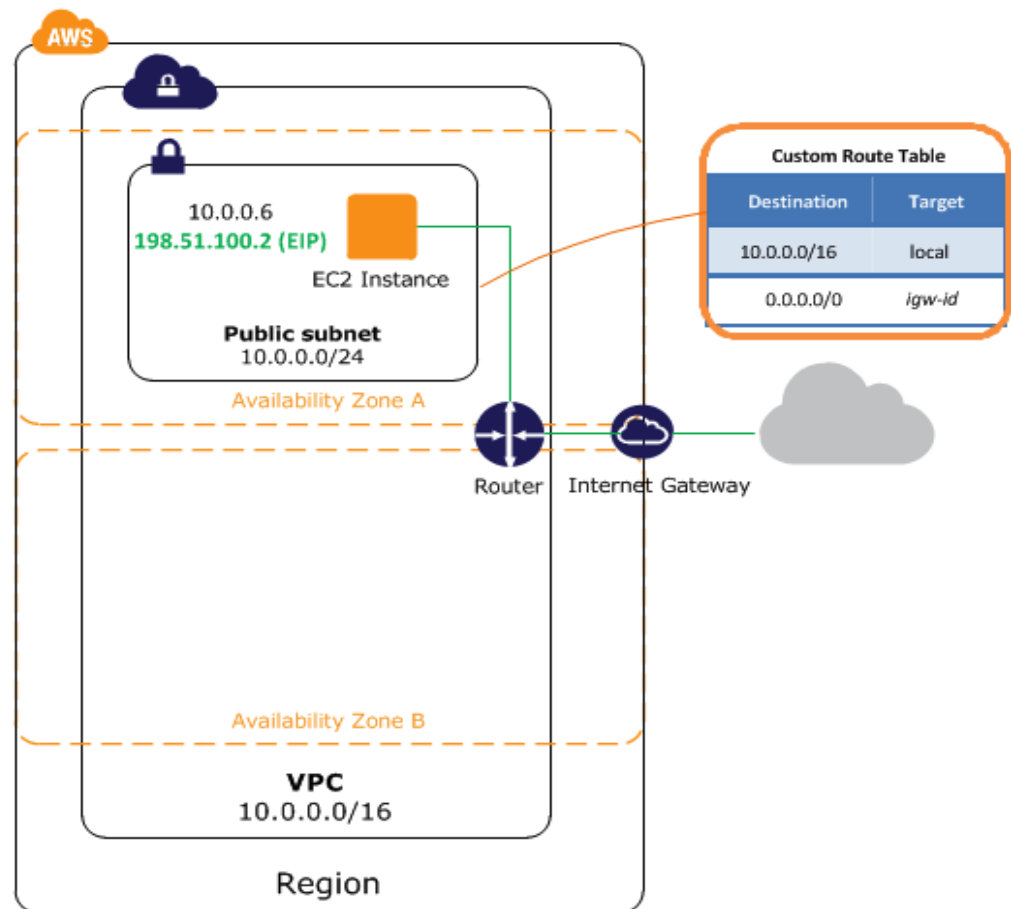 AWS
10.0.0.6
198.51.100.2 (EIP)
EC2 Instance
Public subnet
10.0.0.0/24
Availability Zone A
Custom Route Table
Destination Target
10.0.0.0/16 local
0.0.0.0/0 igw-id
Router
Internet Gateway
Availability Zone B
VPC
10.0.0.0/16
Region